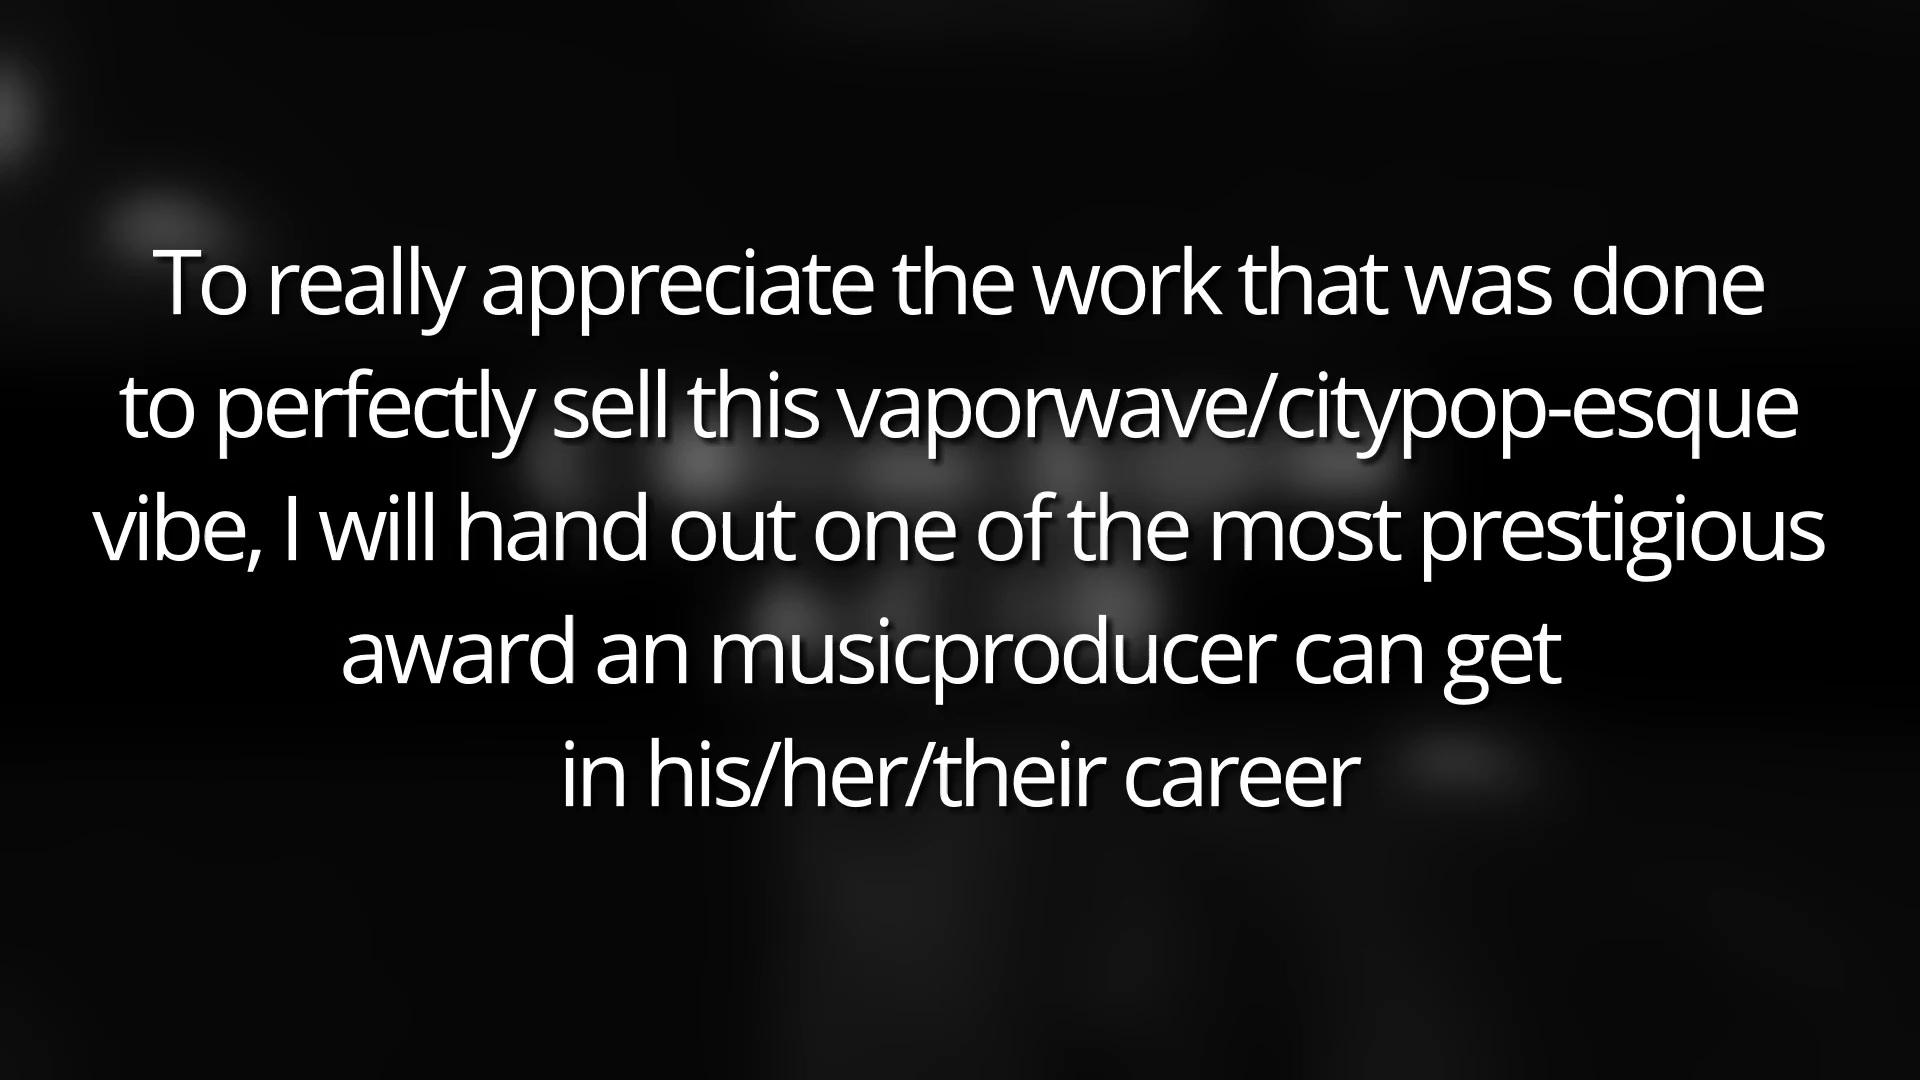 To really appreciate the work that was done
to perfectly sell this vaporwave/citypop-esque
vibe, I will hand out one of the most prestigious
award an musicproducer can get
in his/her/their career